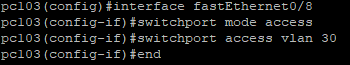 pc103(config)#interface fastEthernet0/8
pc103(config-if)#switchport mode access
pc103(config-if)#switchport access vlan 30
pc103(config-if)#end